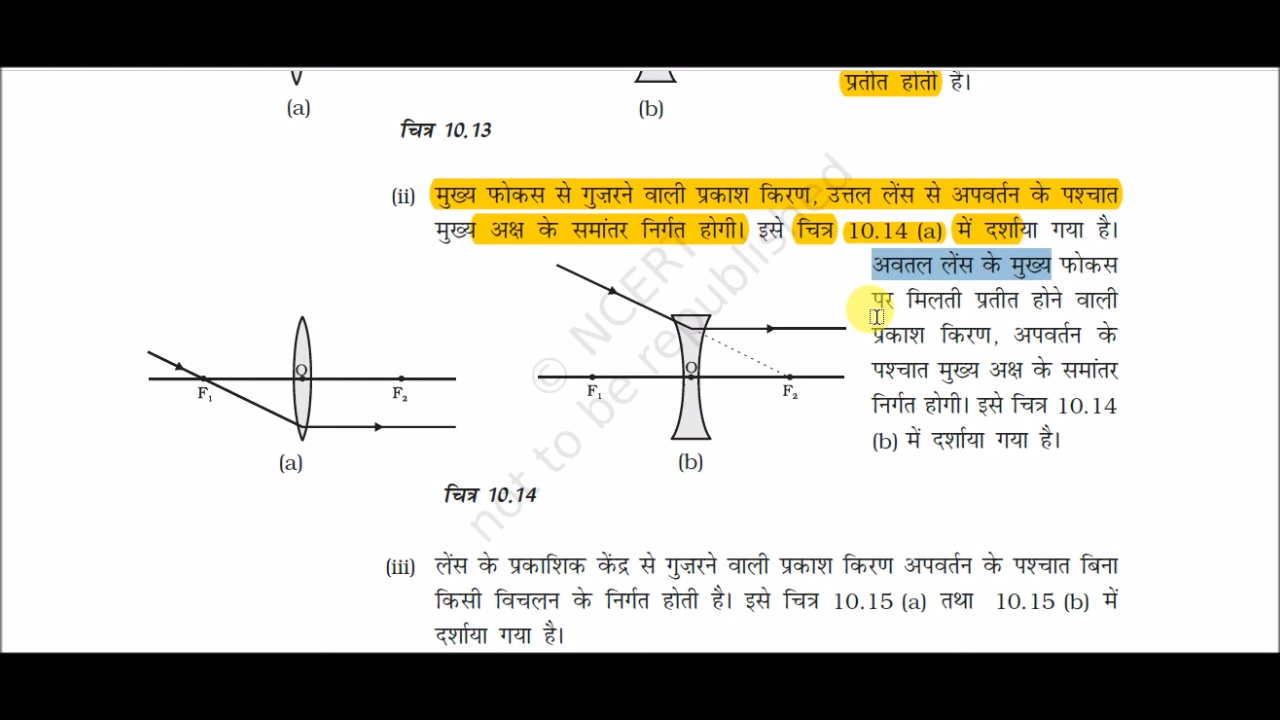 प्रतीत होती है।
(a)
(b)
चित्र 10.13
(ii) मुख्य फोकस से गुज़रने वाली प्रकाश किरण, उत्तल लेंस से अपवर्तन के पश्चात
मुख्य अक्ष के समांतर निर्गत होगी। इसे चित्र 10.14 (a) में दर्शाया गया है।
अवतल लेंस के मुख्य फोकस
पर मिलती प्रतीत होने वाली
प्रकाश किरण, अपवर्तन के
पश्चात मुख्य अक्ष के समांतर
निर्गत होगी। इसे चित्र 10.14
(b) में दर्शाया गया है।
O
F₁
F₂
(a)
O
F₁
F₂
(b)
चित्र 10.14
© NCERT
not to be republished
(iii) लेंस के प्रकाशिक केंद्र से गुज़रने वाली प्रकाश किरण अपवर्तन के पश्चात बिना
किसी विचलन के निर्गत होती है। इसे चित्र 10.15 (a) तथा 10.15 (b) में
दर्शाया गया है।